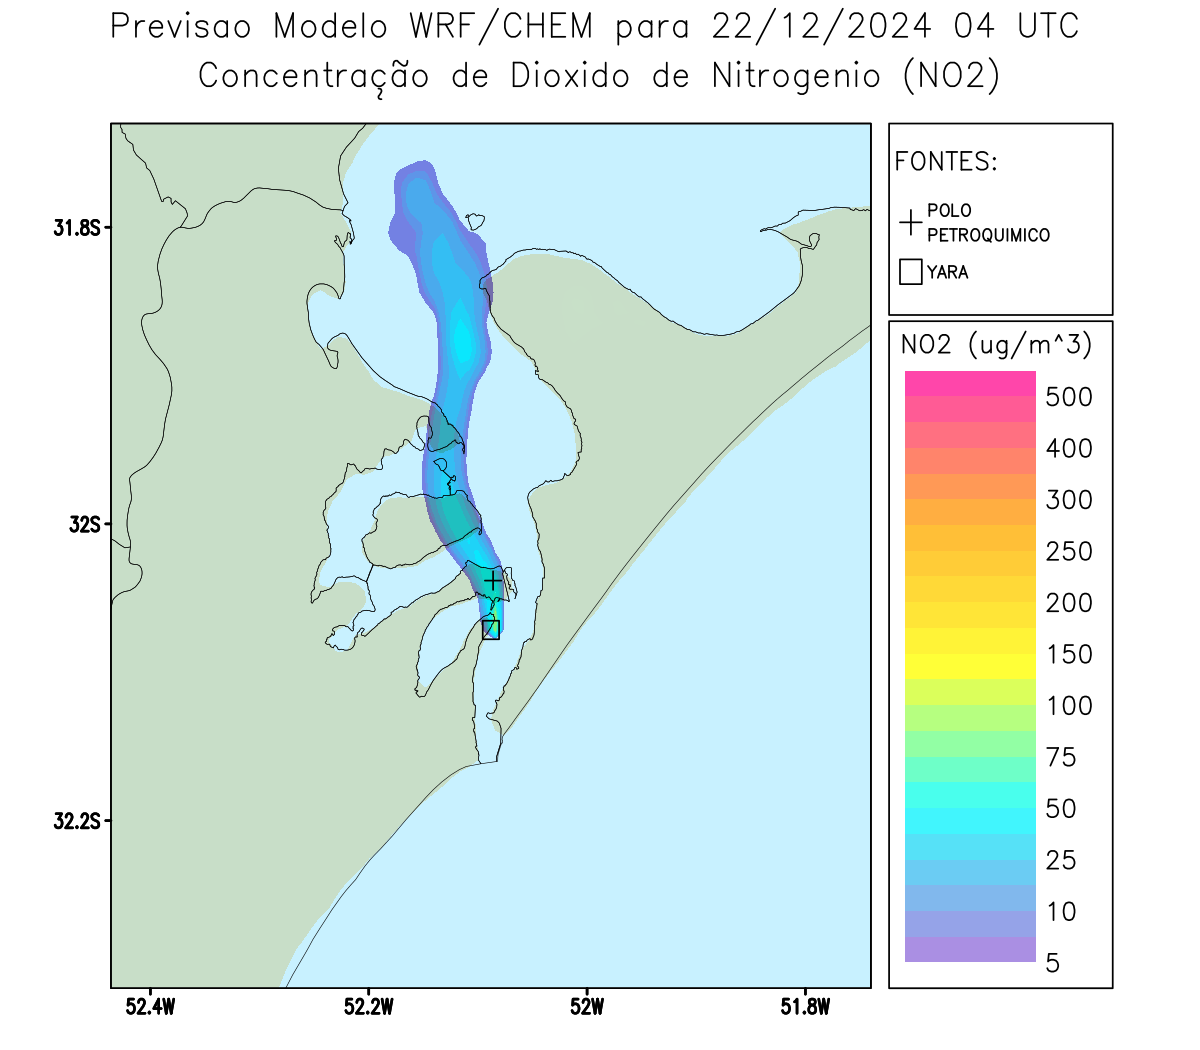 Previsao Modelo WRF/CHEM para 22/12/2024 04 UTC
Concentração de Dioxido de Nitrogenio (NO2)
FONTES:
POLO
PETROQUIMICO
YARA
NO2 (ug/m^3)
500
400
300
250
200
150
100
75
50
25
10
5
31.8S
32S
32.2S
52.4W
52.2W
52W
51.8W